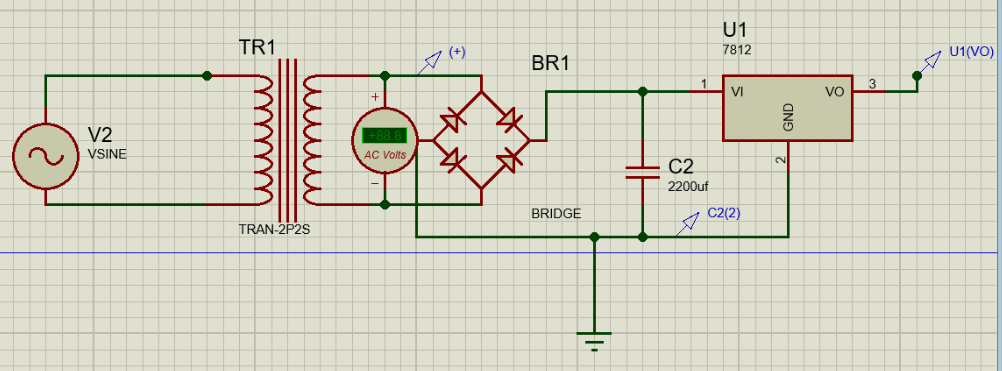 TR1
TRAN-2P2S
V2
VSINE
+
+88.8
AC Volts
−
(+)
BR1
BRIDGE
C2
2200uf
C2(2)
U1
7812
1
VI
VO
3
GND
2
U1(VO)